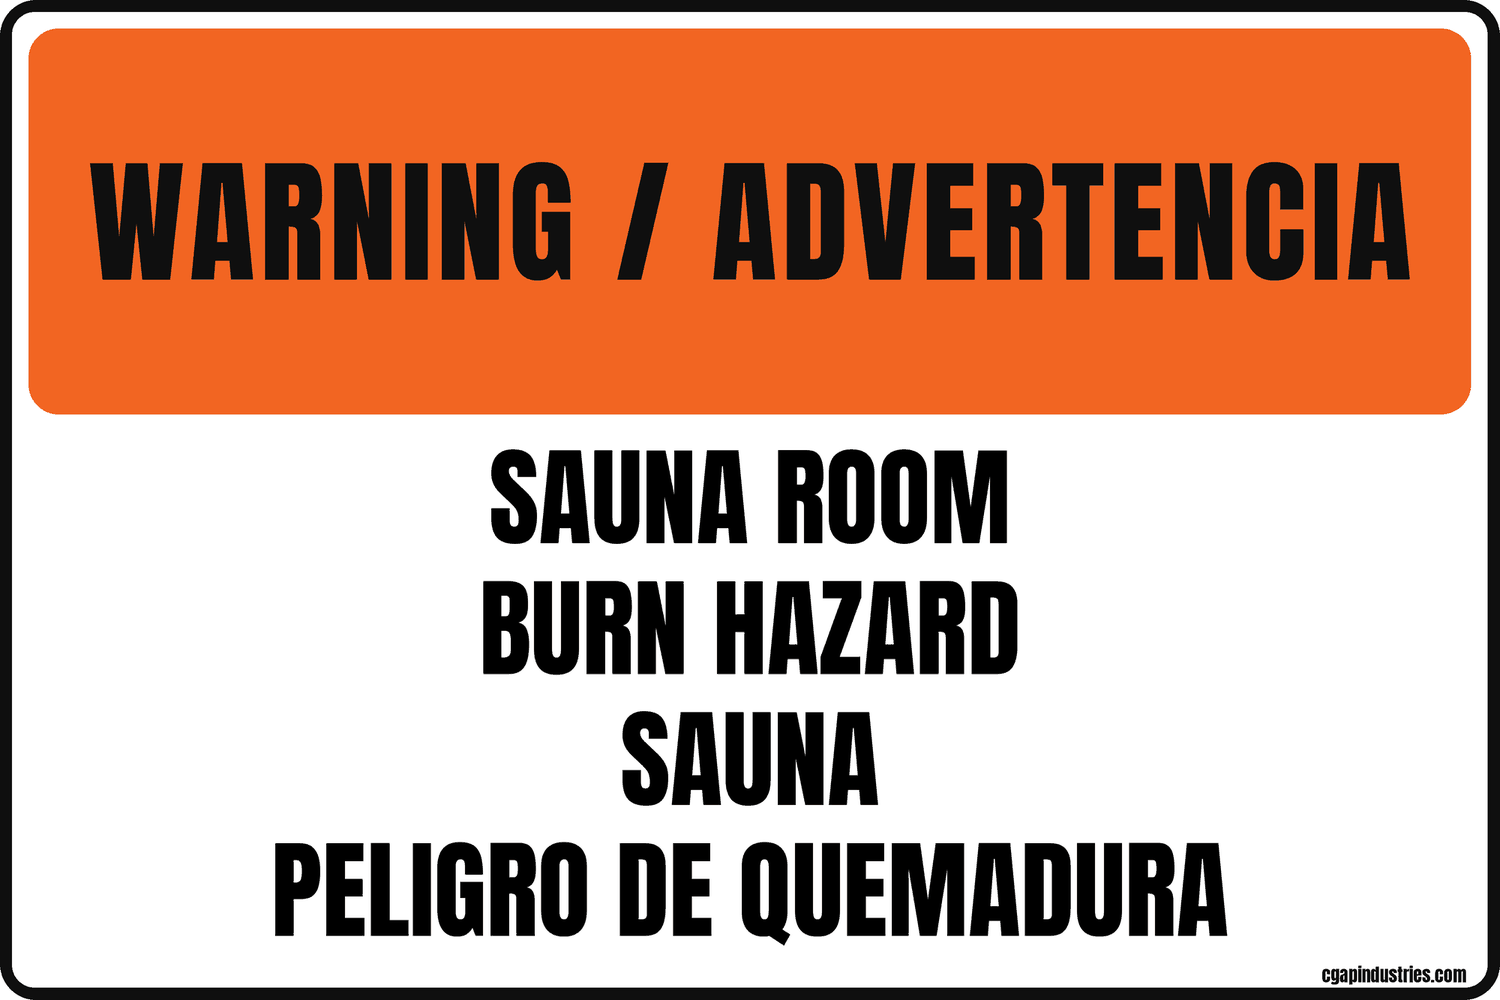 WARNING / ADVERTENCIA
SAUNA ROOM
BURN HAZARD
SAUNA
PELIGRO DE QUEMADURA
cgapindustries.com